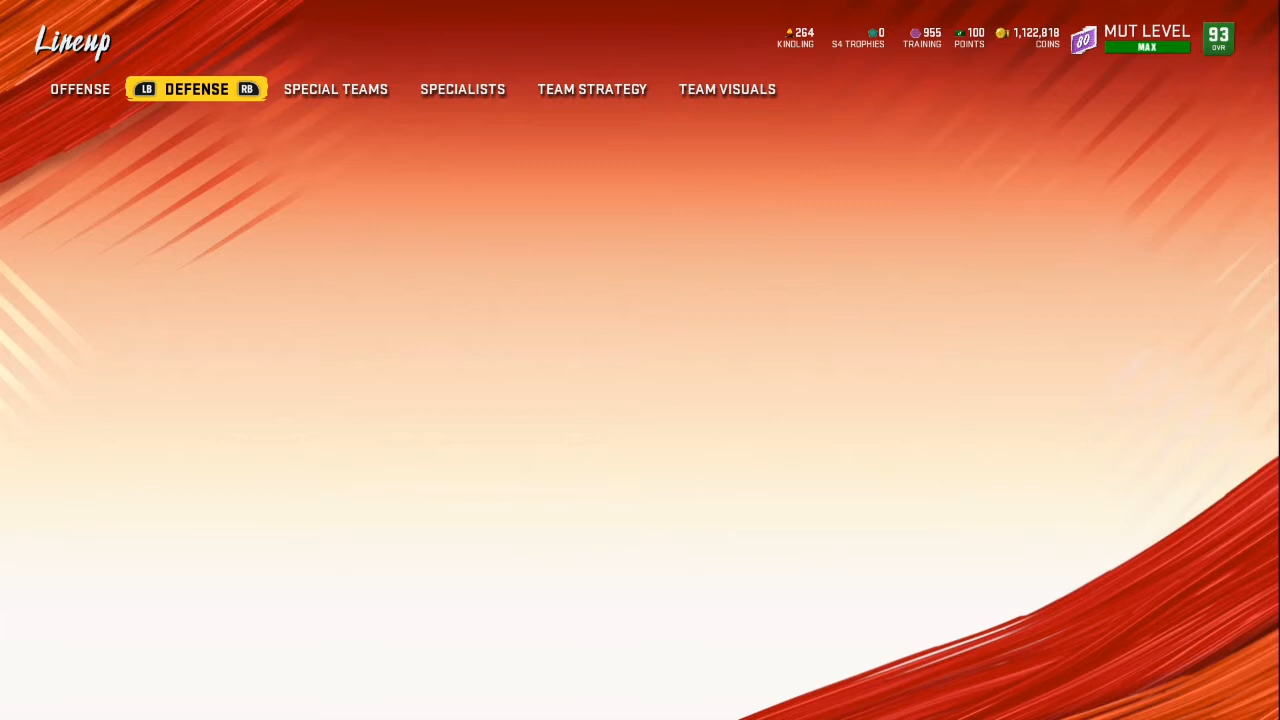 Lineup
264 KINDLING
0 S4 TROPHIES
955 TRAINING
100 POINTS
1,122,818 COINS
80
MUT LEVEL
MAX
93 OVR
OFFENSE LB DEFENSE RB SPECIAL TEAMS SPECIALISTS TEAM STRATEGY TEAM VISUALS